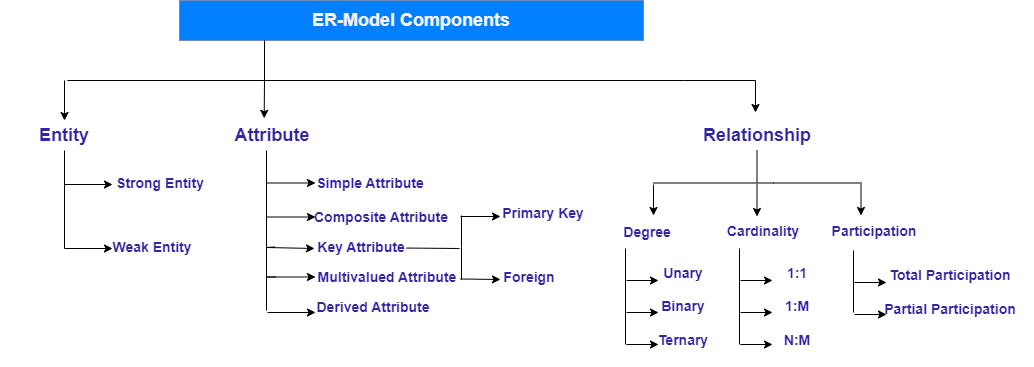 ER-Model Components
Entity
Attribute
Relationship
Strong Entity
Weak Entity
Simple Attribute
Composite Attribute
Key Attribute
Primary Key
Foreign
Multivalued Attribute
Derived Attribute
Degree
Cardinality
Participation
Unary
Binary
Ternary
1:1
1:M
N:M
Total Participation
Partial Participation